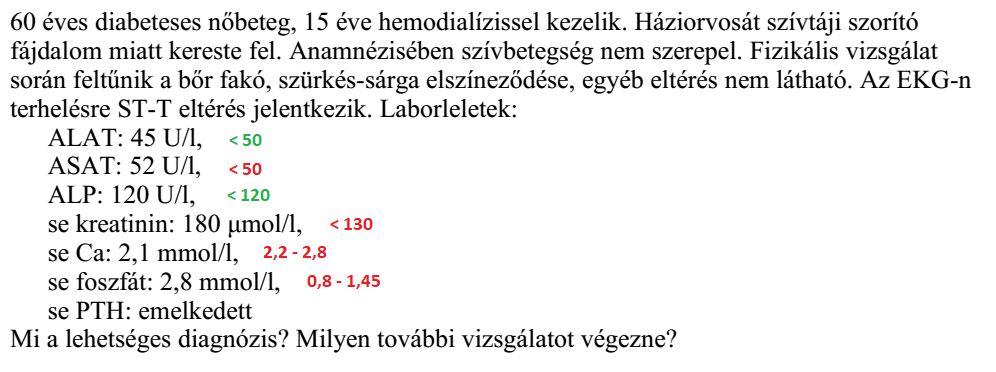 60 éves diabeteses nőbeteg, 15 éve hemodialízissel kezelik. Háziorvosát szívtáji szorító
fájdalom miatt kereste fel. Anamnézisében szívbetegség nem szerepel. Fizikális vizsgálat
során feltűnik a bőr fakó, szürkés-sárga elszíneződése, egyéb eltérés nem látható. Az EKG-n
terhelésre ST-T eltérés jelentkezik. Laborleletek:
ALAT: 45 U/l, < 50
ASAT: 52 U/l, < 50
ALP: 120 U/l, < 120
se kreatinin: 180 μmol/l, < 130
se Ca: 2,1 mmol/l, 2,2 - 2,8
se foszfát: 2,8 mmol/l, 0,8 - 1,45
se PTH: emelkedett
Mi a lehetséges diagnózis? Milyen további vizsgálatot végezne?